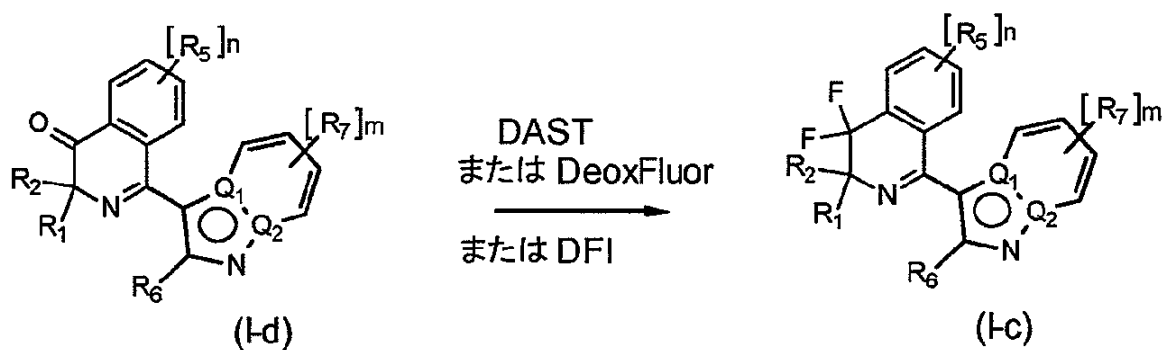 [R5]n
O
[R7]m
R2
R1
N
Q1
Q2
N
R6
(I-d)
DAST
または DeoxFluor
または DFI
[R5]n
F
F
[R7]m
R2
R1
N
Q1
Q2
N
R6
(I-c)